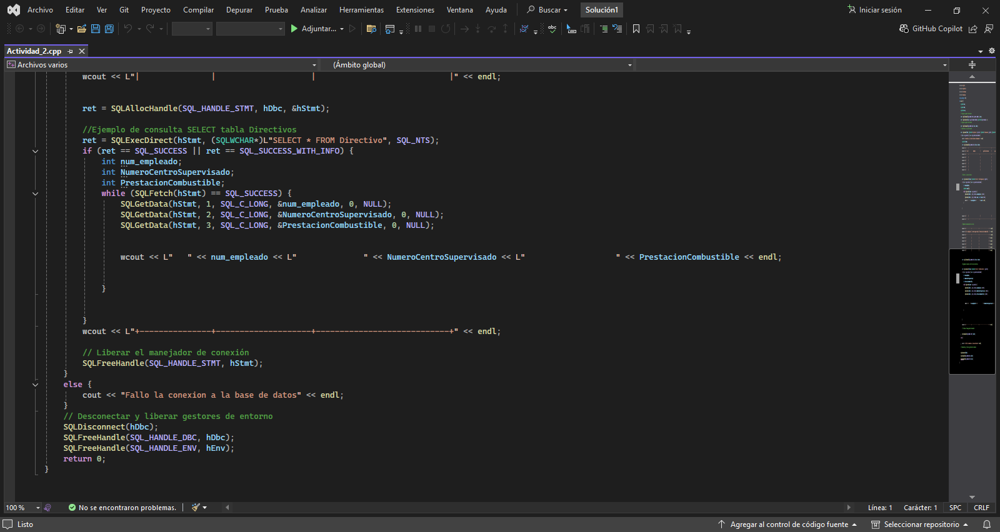 Archivo Editar Ver Git Proyecto Compilar Depurar Prueba Analizar Herramientas Extensiones Ventana Ayuda Buscar Solución1 Iniciar sesión
Adjuntar... abc GitHub Copilot
Actividad_2.cpp
Archivos varios (Ámbito global)
wcout << L"|               |                    |                            |" << endl;
ret = SQLAllocHandle(SQL_HANDLE_STMT, hDbc, &hStmt);
//Ejemplo de consulta SELECT tabla Directivos
ret = SQLExecDirect(hStmt, (SQLWCHAR*)L"SELECT * FROM Directivo", SQL_NTS);
if (ret == SQL_SUCCESS || ret == SQL_SUCCESS_WITH_INFO) {
int num_empleado;
int NumeroCentroSupervisado;
int PrestacionCombustible;
while (SQLFetch(hStmt) == SQL_SUCCESS) {
SQLGetData(hStmt, 1, SQL_C_LONG, &num_empleado, 0, NULL);
SQLGetData(hStmt, 2, SQL_C_LONG, &NumeroCentroSupervisado, 0, NULL);
SQLGetData(hStmt, 3, SQL_C_LONG, &PrestacionCombustible, 0, NULL);
wcout << L"   " << num_empleado << L"              " << NumeroCentroSupervisado << L"                   " << PrestacionCombustible << endl;
}
}
wcout << L"+---------------+--------------------+----------------------------+" << endl;
// Liberar el manejador de conexión
SQLFreeHandle(SQL_HANDLE_STMT, hStmt);
}
else {
cout << "Fallo la conexion a la base de datos" << endl;
}
// Desconectar y liberar gestores de entorno
SQLDisconnect(hDbc);
SQLFreeHandle(SQL_HANDLE_DBC, hDbc);
SQLFreeHandle(SQL_HANDLE_ENV, hEnv);
return 0;
}
100 % No se encontraron problemas. Línea: 1 Carácter: 1 SPC CRLF
Listo Agregar al control de código fuente Seleccionar repositorio